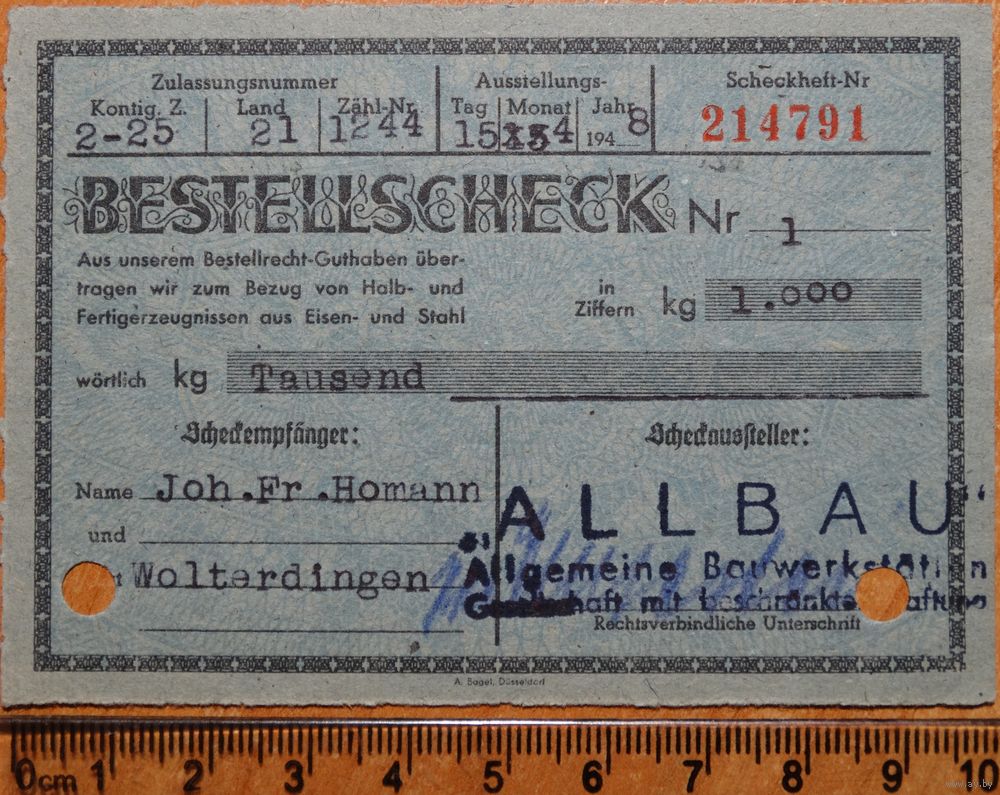 Zulassungsnummer Ausstellungs- Scheckheft-Nr
Kontig. Z. Land Zähl-Nr. Tag Monat Jahr
2-25 21 1244 15 4 194 8 214791
BESTELLSCHECK Nr 1
Aus unserem Bestellrecht-Guthaben über-
tragen wir zum Bezug von Halb- und
Fertigerzeugnissen aus Eisen- und Stahl
in
Ziffern kg 1.000
wörtlich kg Tausend
Scheckempfänger:
Name Joh.Fr.Homann
und
Wolterdingen
Scheckaussteller:
ALLBAU"
Allgemeine Bauwerkstätten
Gesellschaft mit beschränkter Haftung
Rechtsverbindliche Unterschrift
A. Bagel, Düsseldorf
0cm 1 2 3 4 5 6 7 8 9 10
www.ay.by